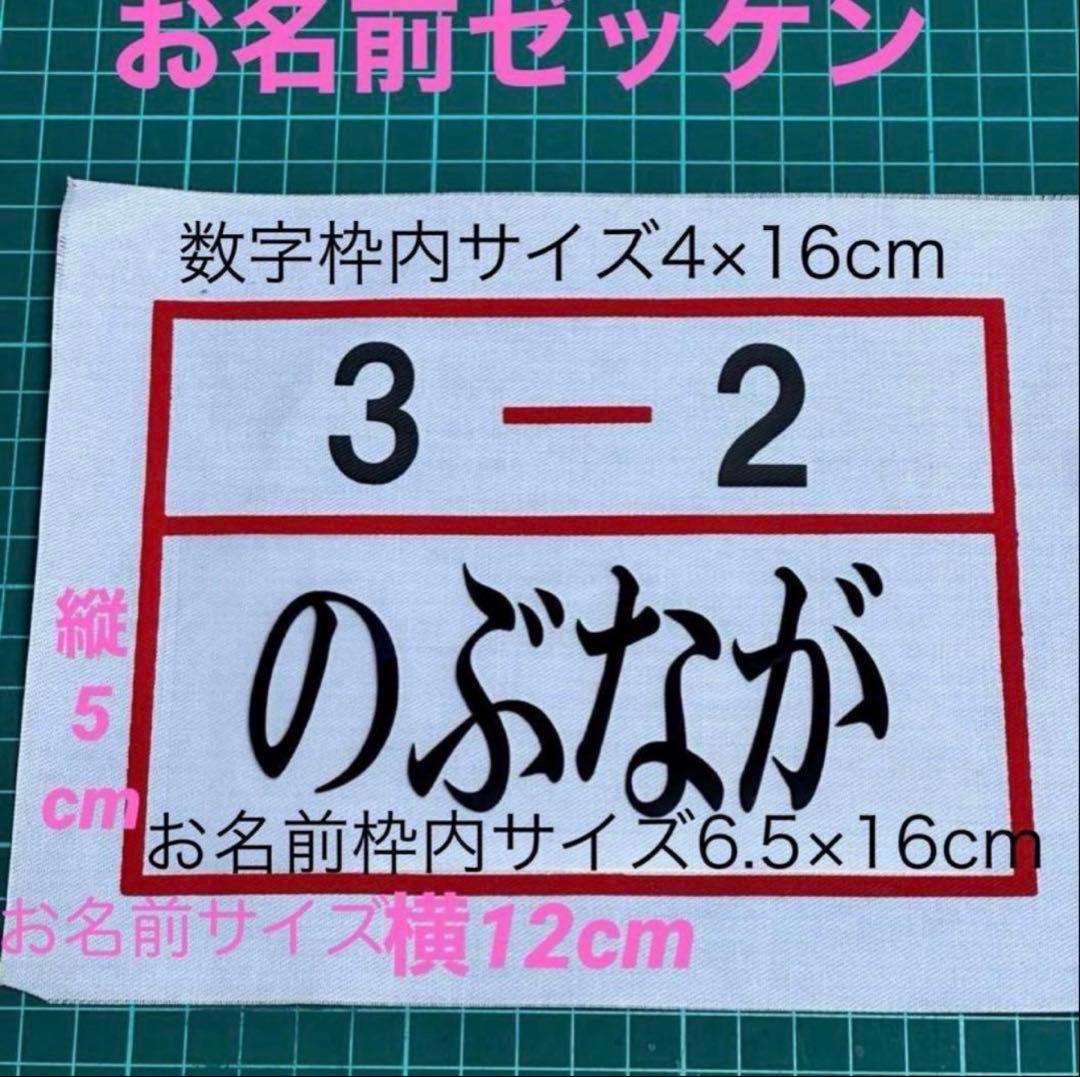 お名前ゼッケン
数字枠内サイズ4×16cm
3 ー 2
のぶなが
縦
5
cm
お名前枠内サイズ6.5×16cm
お名前サイズ横12cm